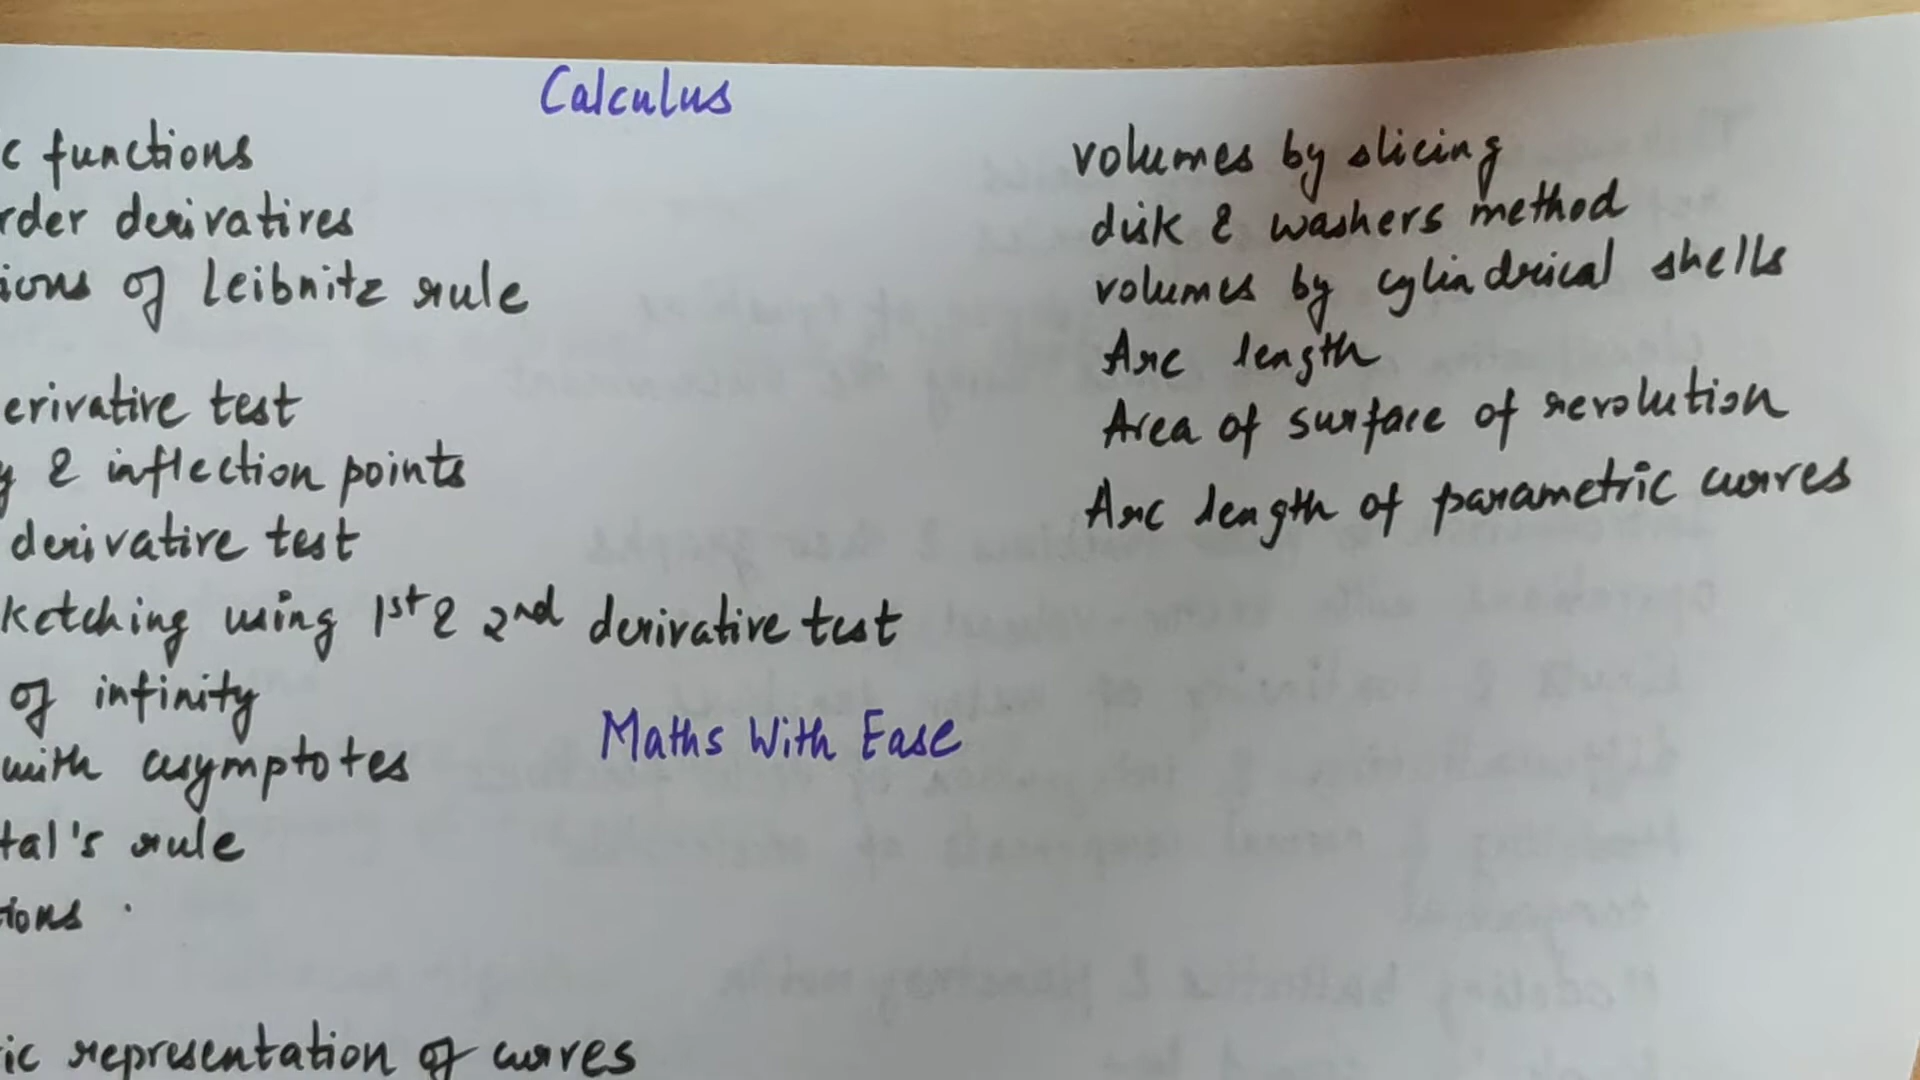 Calculus
c functions
rder derivatives
ions of Leibnitz rule
erivative test
y & inflection points
derivative test
ketching using 1st & 2nd derivative test
of infinity
with asymptotes
tal's rule
tions
ic representation of curves
Maths With Ease
volumes by slicing
disk & washers method
volumes by cylindrical shells
Arc length
Area of surface of revolution
Arc length of parametric curves